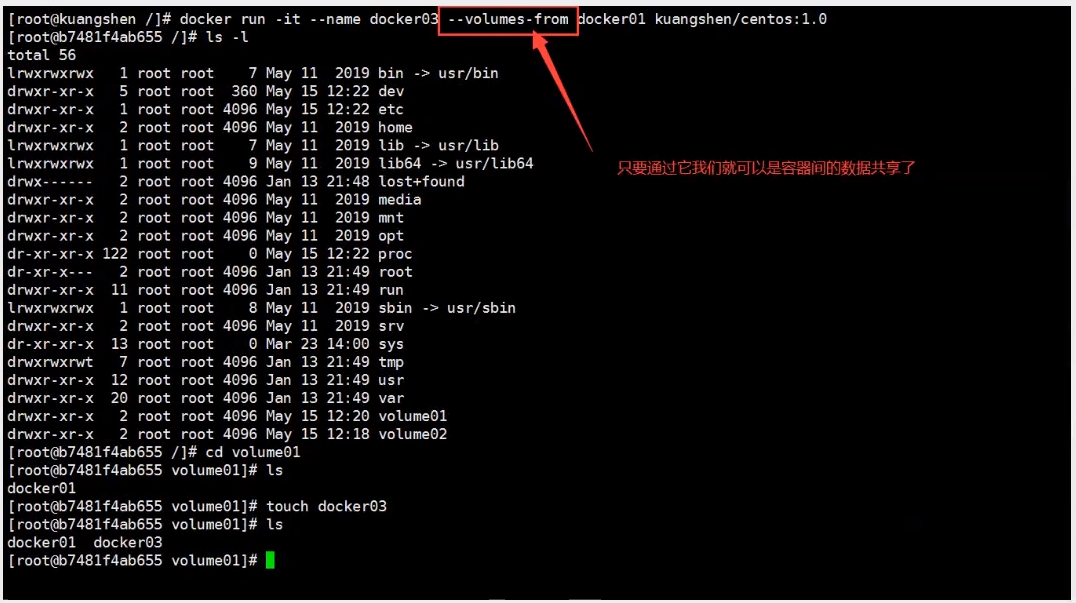 [root@kuangshen /]# docker run -it --name docker03 --volumes-from docker01 kuangshen/centos:1.0
[root@b7481f4ab655 /]# ls -l
total 56
lrwxrwxrwx   1 root root    7 May 11  2019 bin -> usr/bin
drwxr-xr-x   5 root root  360 May 15 12:22 dev
drwxr-xr-x   1 root root 4096 May 15 12:22 etc
drwxr-xr-x   2 root root 4096 May 11  2019 home
lrwxrwxrwx   1 root root    7 May 11  2019 lib -> usr/lib
lrwxrwxrwx   1 root root    9 May 11  2019 lib64 -> usr/lib64
只要通过它我们就可以是容器间的数据共享了
drwx------   2 root root 4096 Jan 13 21:48 lost+found
drwxr-xr-x   2 root root 4096 May 11  2019 media
drwxr-xr-x   2 root root 4096 May 11  2019 mnt
drwxr-xr-x   2 root root 4096 May 11  2019 opt
dr-xr-xr-x 122 root root    0 May 15 12:22 proc
dr-xr-x---   2 root root 4096 Jan 13 21:49 root
drwxr-xr-x  11 root root 4096 Jan 13 21:49 run
lrwxrwxrwx   1 root root    8 May 11  2019 sbin -> usr/sbin
drwxr-xr-x   2 root root 4096 May 11  2019 srv
dr-xr-xr-x  13 root root    0 Mar 23 14:00 sys
drwxrwxrwt   7 root root 4096 Jan 13 21:49 tmp
drwxr-xr-x  12 root root 4096 Jan 13 21:49 usr
drwxr-xr-x  20 root root 4096 Jan 13 21:49 var
drwxr-xr-x   2 root root 4096 May 15 12:20 volume01
drwxr-xr-x   2 root root 4096 May 15 12:18 volume02
[root@b7481f4ab655 /]# cd volume01
[root@b7481f4ab655 volume01]# ls
docker01
[root@b7481f4ab655 volume01]# touch docker03
[root@b7481f4ab655 volume01]# ls
docker01  docker03
[root@b7481f4ab655 volume01]#